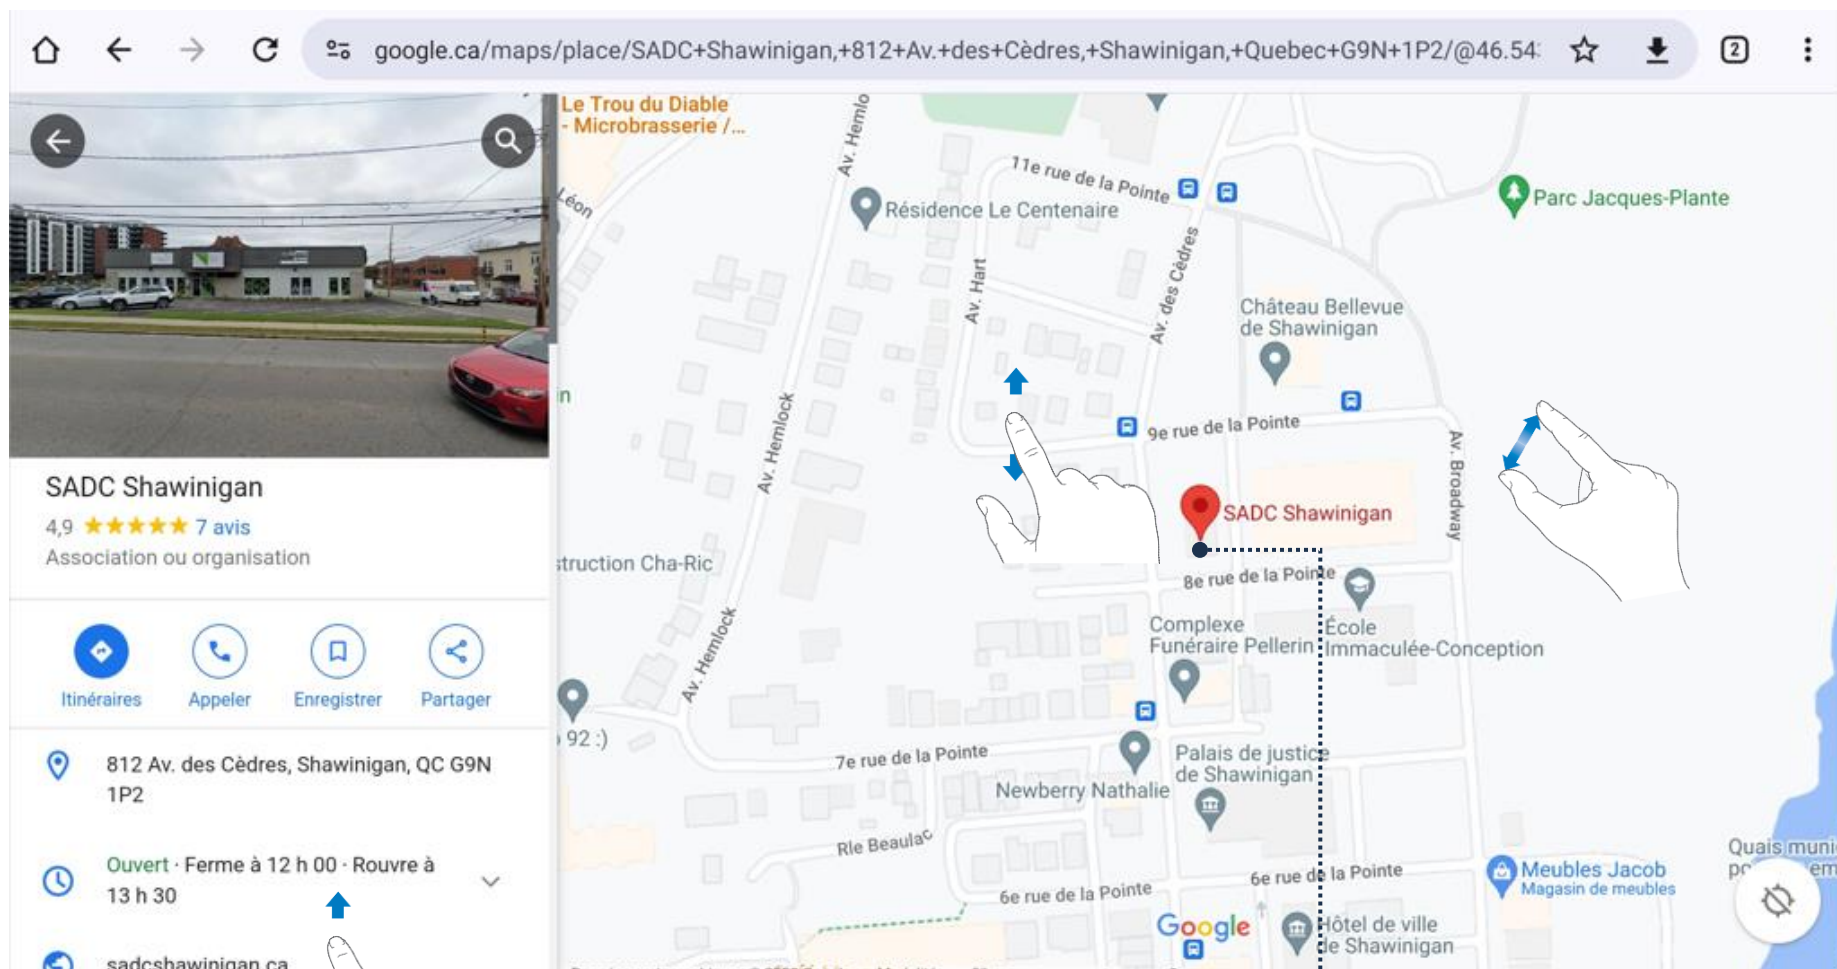 google.ca/maps/place/SADC+Shawinigan,+812+Av.+des+Cèdres,+Shawinigan,+Quebec+G9N+1P2/@46.54
2
SADC Shawinigan
4,9
7 avis
Association ou organisation
Itinéraires
Appeler
Enregistrer
Partager
812 Av. des Cèdres, Shawinigan, QC G9N
1P2
Ouvert · Ferme à 12 h 00 · Rouvre à
13 h 30
sadcshawinigan.ca
Le Trou du Diable
- Microbrasserie /...
Av. Hemlo
11e rue de la Pointe
Léon
Résidence Le Centenaire
Parc Jacques-Plante
Av. Hart
Av. des Cèdres
Château Bellevue
de Shawinigan
in
Av. Hemlock
9e rue de la Pointe
Av. Broadway
SADC Shawinigan
struction Cha-Ric
8e rue de la Pointe
Av. Hemlock
Complexe
Funéraire Pellerin
École
Immaculée-Conception
92 :)
7e rue de la Pointe
Palais de justice
de Shawinigan
Newberry Nathalie
Rle Beaulac
Quais muni
6e rue de la Pointe
6e rue de la Pointe
Meubles Jacob
Magasin de meubles
Google
Hôtel de ville
de Shawinigan